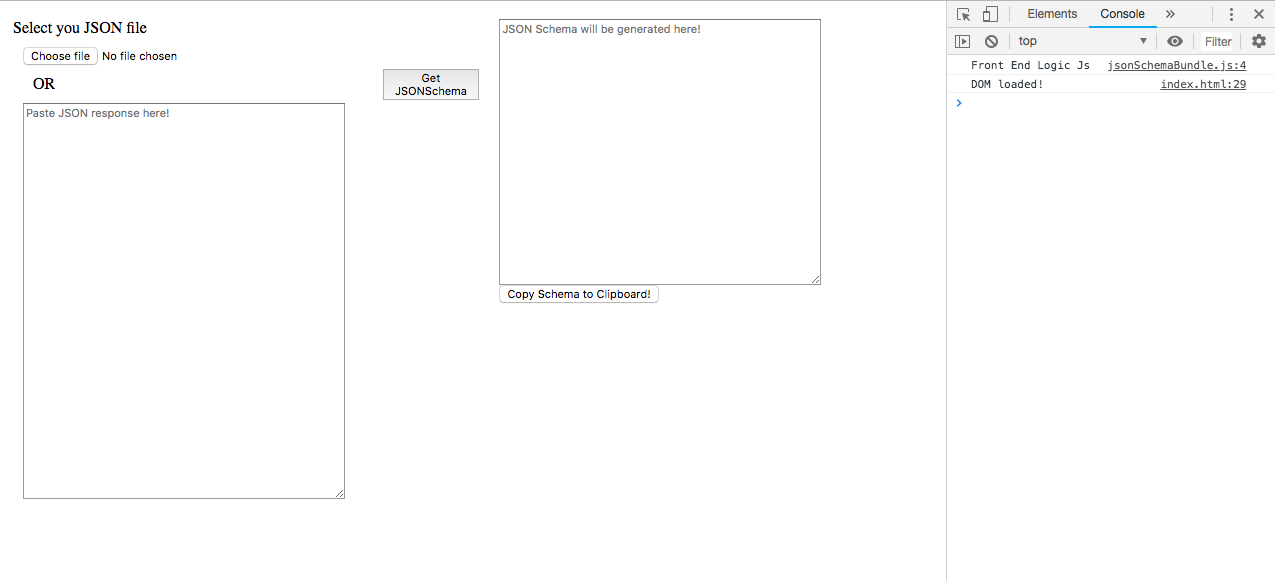 Select you JSON file
Choose file No file chosen
OR
Paste JSON response here!
Get
JSONSchema
JSON Schema will be generated here!
Copy Schema to Clipboard!
Elements Console »
top ▼ Filter
Front End Logic Js jsonSchemaBundle.js:4
DOM loaded! index.html:29
>